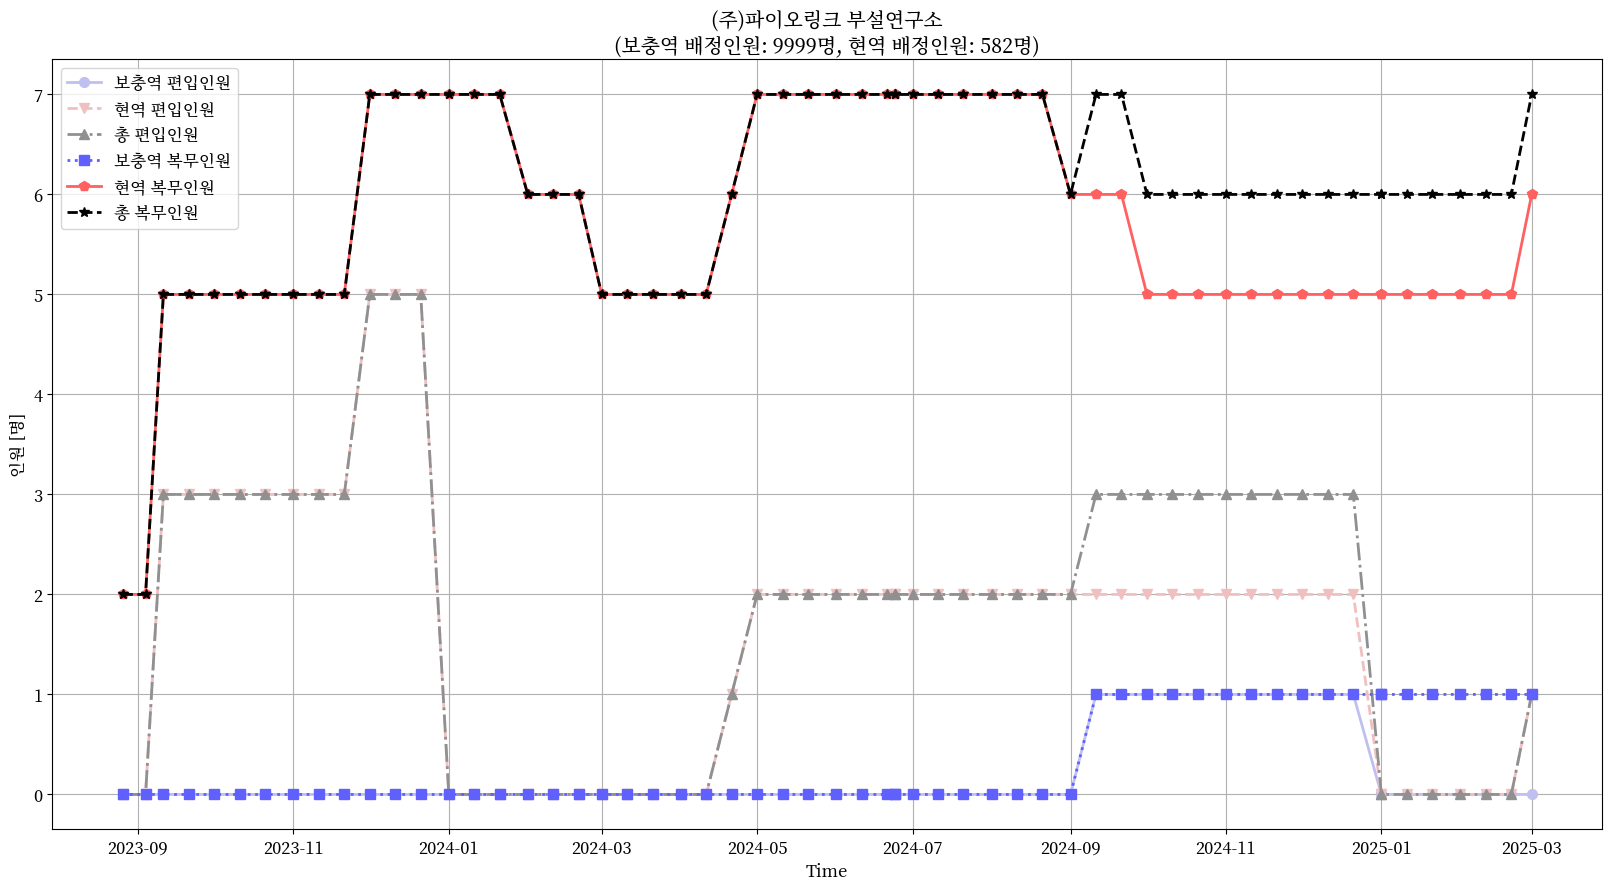 (주)파이오링크 부설연구소
(보충역 배정인원: 9999명, 현역 배정인원: 582명)
보충역 편입인원
현역 편입인원
총 편입인원
보충역 복무인원
현역 복무인원
총 복무인원
인원 [명]
7
6
5
4
3
2
1
0
2023-09 2023-11 2024-01 2024-03 2024-05 2024-07 2024-09 2024-11 2025-01 2025-03
Time